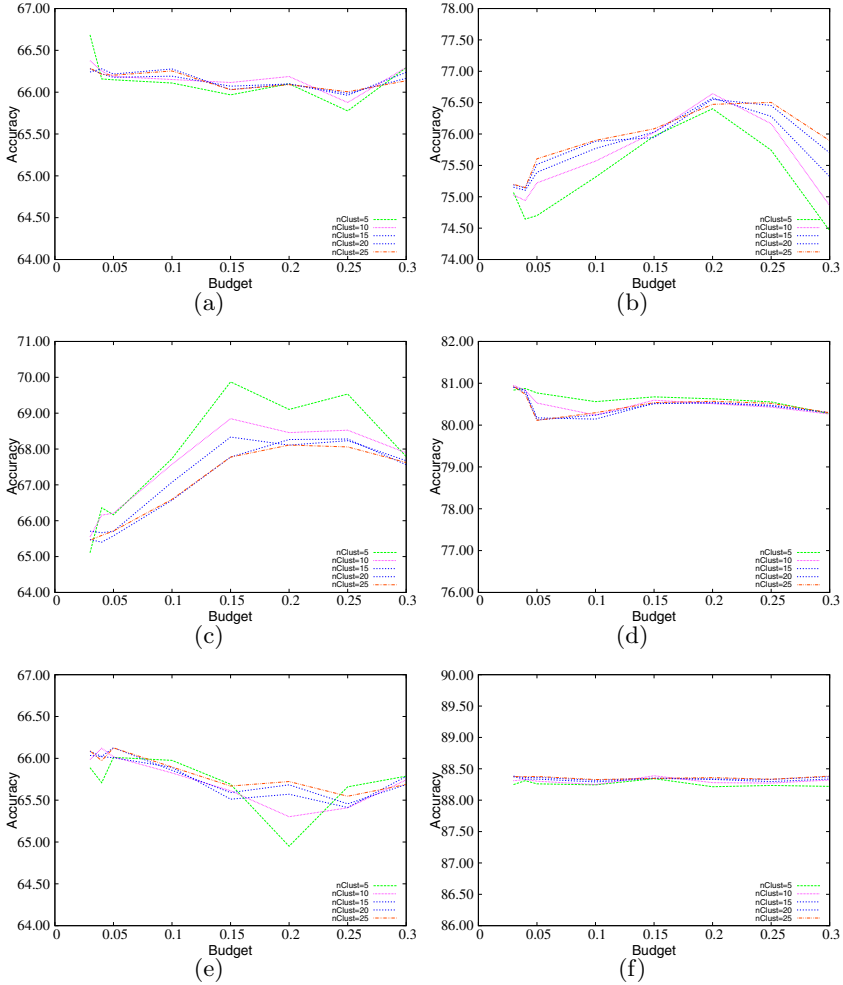 67.00
66.50
66.00
65.50
65.00
64.50
64.00
Accuracy
0 0.05 0.1 0.15 0.2 0.25 0.3
Budget
nClust=5
nClust=10
nClust=15
nClust=20
nClust=25
(a)
78.00
77.50
77.00
76.50
76.00
75.50
75.00
74.50
74.00
Accuracy
0 0.05 0.1 0.15 0.2 0.25 0.3
Budget
nClust=5
nClust=10
nClust=15
nClust=20
nClust=25
(b)
71.00
70.00
69.00
68.00
67.00
66.00
65.00
64.00
Accuracy
0 0.05 0.1 0.15 0.2 0.25 0.3
Budget
nClust=5
nClust=10
nClust=15
nClust=20
nClust=25
(c)
82.00
81.00
80.00
79.00
78.00
77.00
76.00
Accuracy
0 0.05 0.1 0.15 0.2 0.25 0.3
Budget
nClust=5
nClust=10
nClust=15
nClust=20
nClust=25
(d)
67.00
66.50
66.00
65.50
65.00
64.50
64.00
Accuracy
0 0.05 0.1 0.15 0.2 0.25 0.3
Budget
nClust=5
nClust=10
nClust=15
nClust=20
nClust=25
(e)
90.00
89.50
89.00
88.50
88.00
87.50
87.00
86.50
86.00
Accuracy
0 0.05 0.1 0.15 0.2 0.25 0.3
Budget
nClust=5
nClust=10
nClust=15
nClust=20
nClust=25
(f)